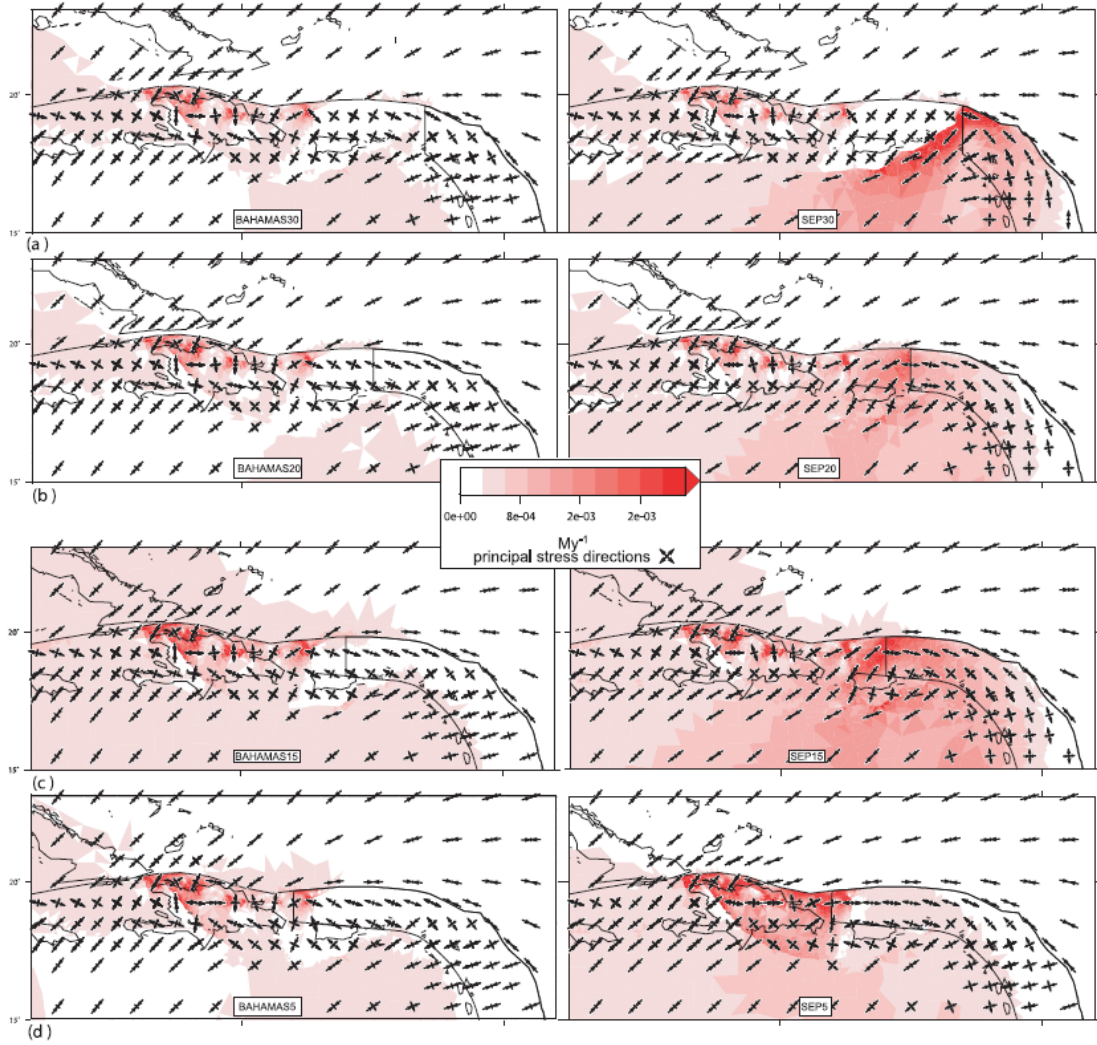 20˚
15˚
BAHAMAS30
SEP30
(a)
20˚
15˚
BAHAMAS20
SEP20
(b)
0e+00 8e-04 2e-03 2e-03
My⁻¹
principal stress directions
20˚
15˚
BAHAMAS15
SEP15
(c)
20˚
15˚
BAHAMAS5
SEP5
(d)